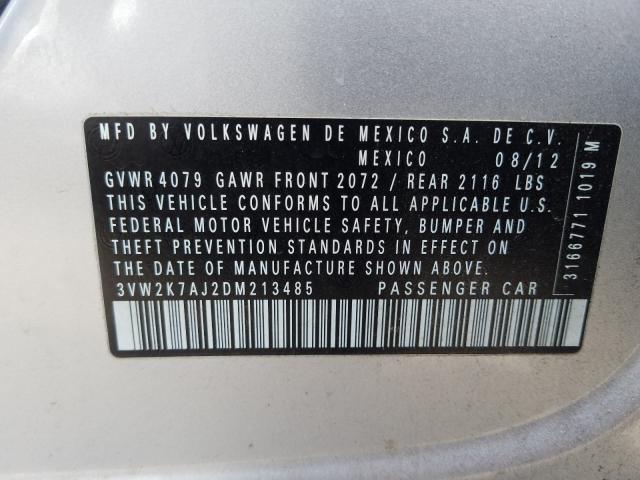 MFD BY VOLKSWAGEN DE MEXICO S.A. DE C.V.
MEXICO 08/12
GVWR 4079 GAWR FRONT 2072 / REAR 2116 LBS
THIS VEHICLE CONFORMS TO ALL APPLICABLE U.S.
FEDERAL MOTOR VEHICLE SAFETY, BUMPER AND
THEFT PREVENTION STANDARDS IN EFFECT ON
THE DATE OF MANUFACTURE SHOWN ABOVE.
3VW2K7AJ2DM213485 PASSENGER CAR
3166771 1019 M